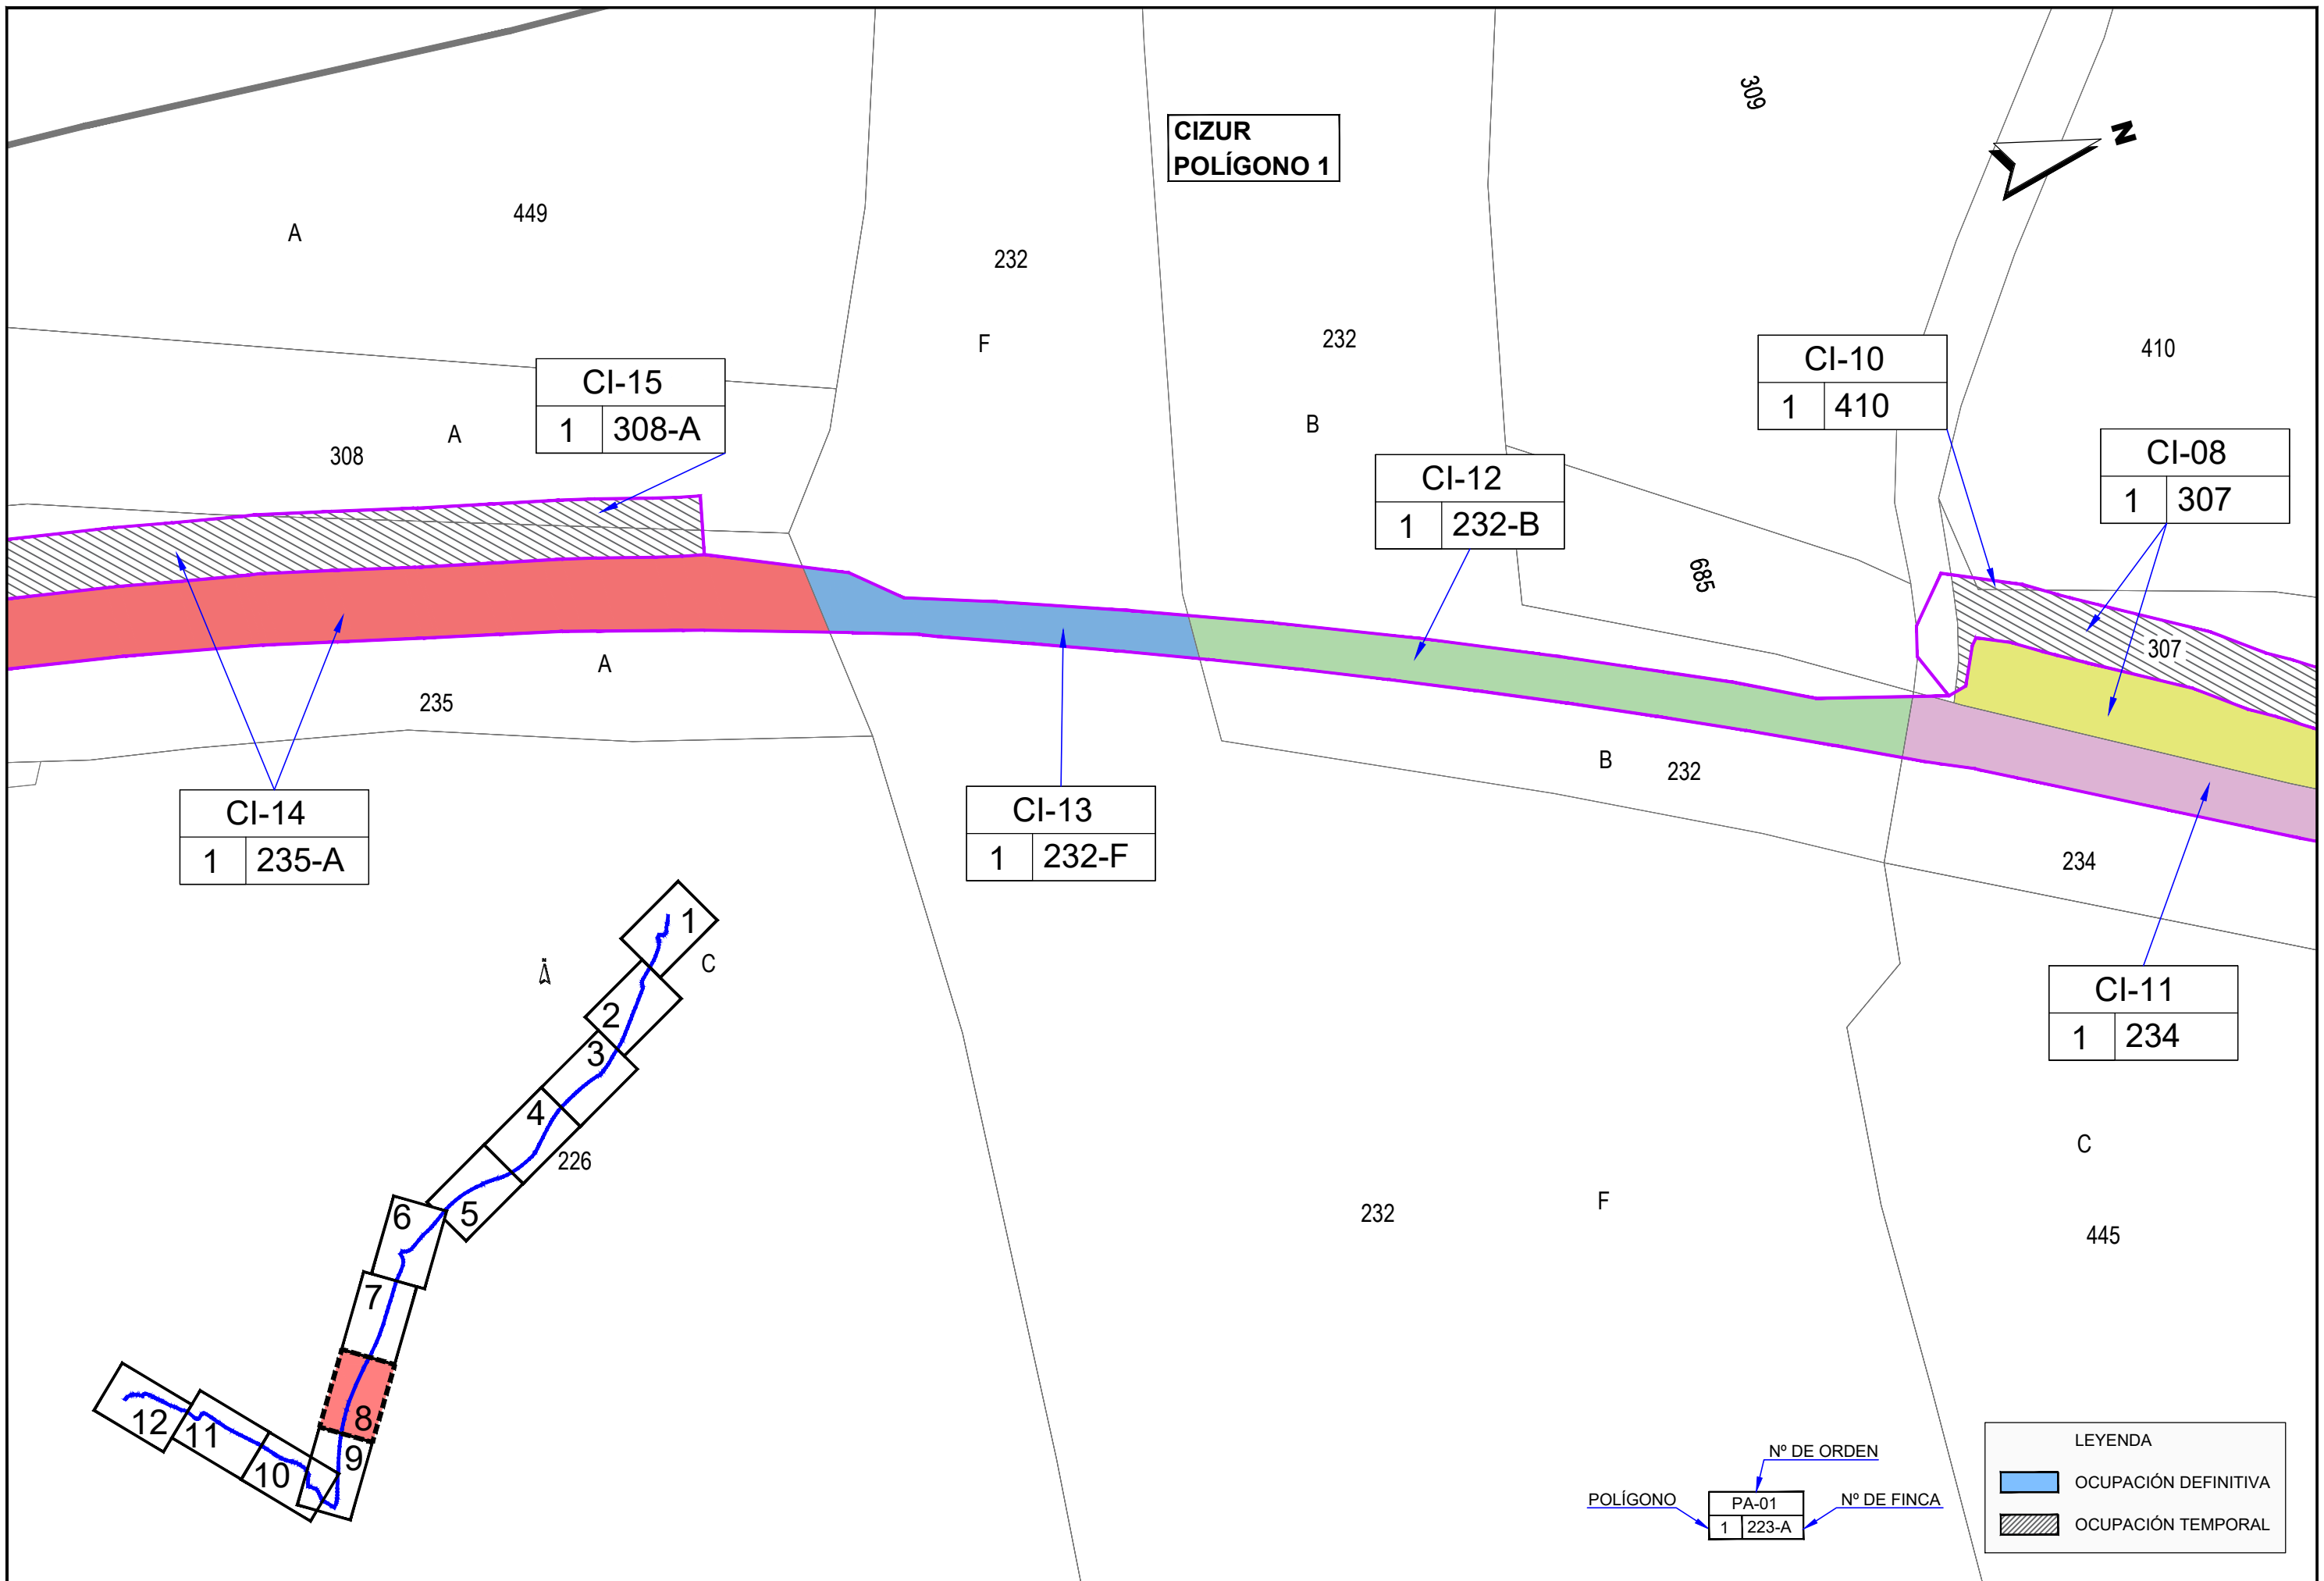 309
CIZUR
POLÍGONO 1
N
449
A
232
F
232
410
CI-10
1 410
CI-15
1 308-A
B
A
308
CI-08
1 307
CI-12
1 232-B
685
307
A
235
B
232
CI-14
1 235-A
CI-13
1 232-F
234
CI-11
1 234
1
C
2
3
4
226
5
6
7
8
9
10
11
12
232
F
C
445
Nº DE ORDEN
POLÍGONO
Nº DE FINCA
PA-01
1 223-A
LEYENDA
OCUPACIÓN DEFINITIVA
OCUPACIÓN TEMPORAL